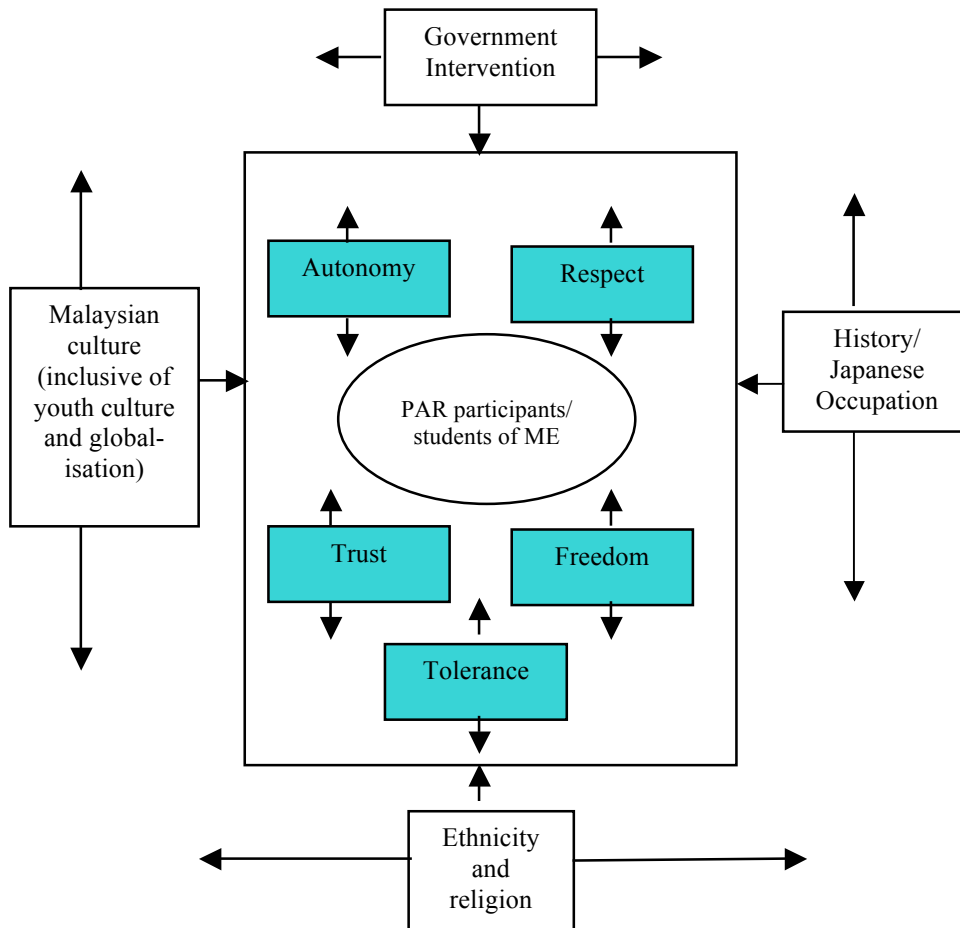 Government
Intervention
Autonomy
Respect
Malaysian
culture
(inclusive of
youth culture
and global-
isation)
PAR participants/
students of ME
History/
Japanese
Occupation
Trust
Freedom
Tolerance
Ethnicity
and
religion